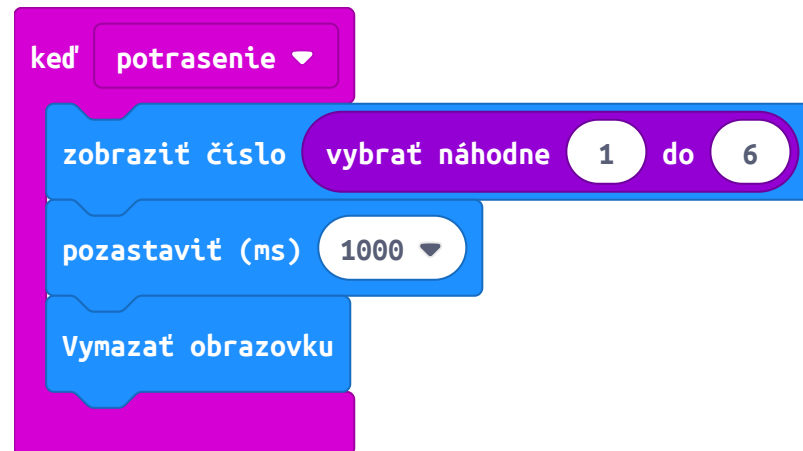 keď potrasenie
zobraziť číslo vybrať náhodne 1 do 6
pozastaviť (ms) 1000
Vymazať obrazovku